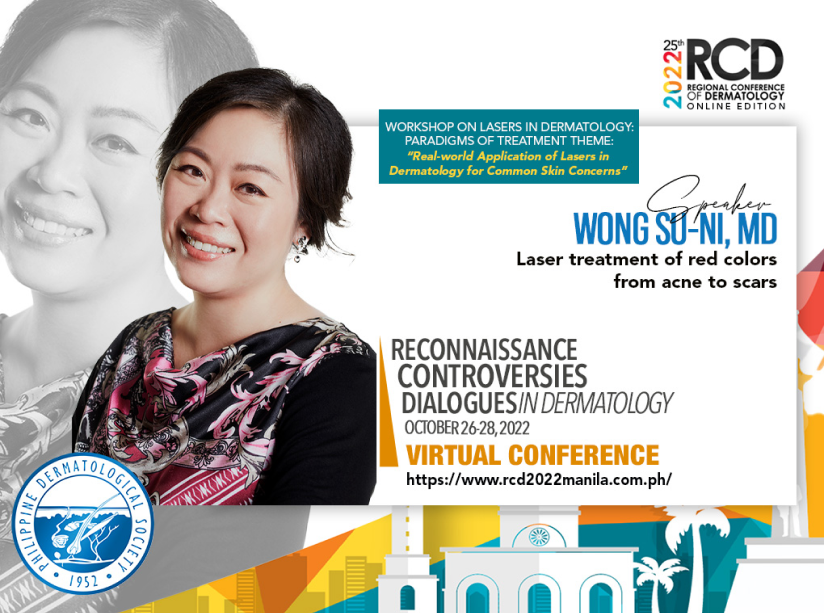 25th
2022
RCD
REGIONAL CONFERENCE
OF DERMATOLOGY
ONLINE EDITION
WORKSHOP ON LASERS IN DERMATOLOGY:
PARADIGMS OF TREATMENT THEME:
"Real-world Application of Lasers in
Dermatology for Common Skin Concerns"
Speaker
WONG SU-NI, MD
Laser treatment of red colors
from acne to scars
RECONNAISSANCE
CONTROVERSIES
DIALOGUES IN DERMATOLOGY
OCTOBER 26-28, 2022
VIRTUAL CONFERENCE
https://www.rcd2022manila.com.ph/
PHILIPPINE DERMATOLOGICAL SOCIETY
• 1952 •